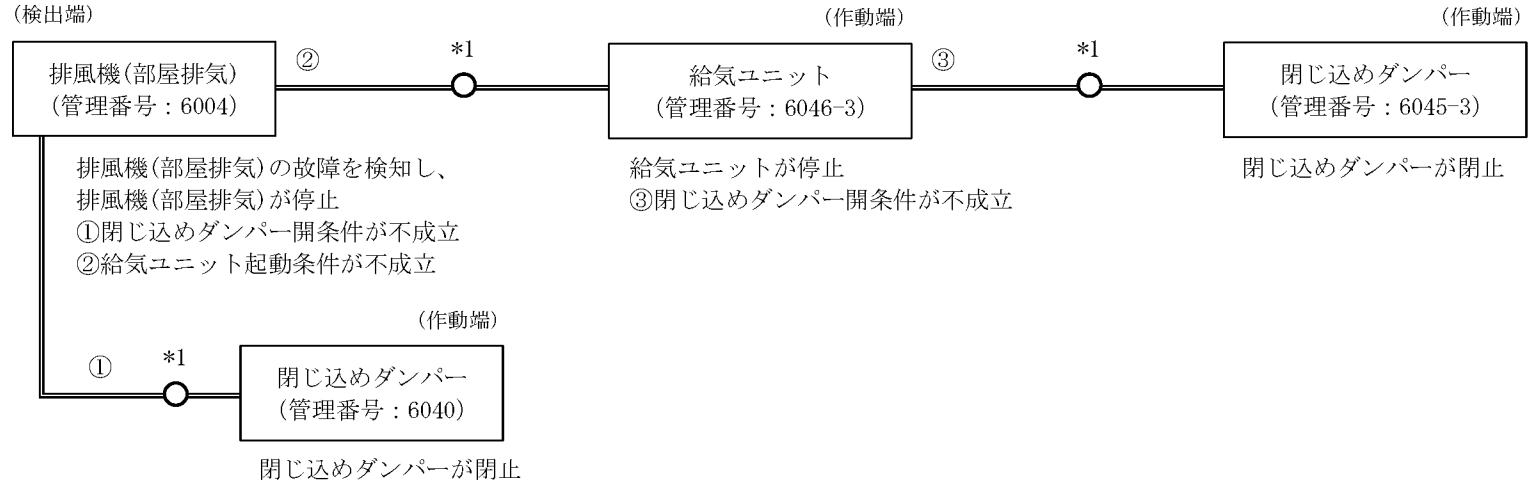 (検出端)
排風機(部屋排気)
(管理番号：6004)
②
*1
(作動端)
給気ユニット
(管理番号：6046-3)
③
*1
(作動端)
閉じ込めダンパー
(管理番号：6045-3)
排風機(部屋排気)の故障を検知し、
排風機(部屋排気)が停止
①閉じ込めダンパー開条件が不成立
②給気ユニット起動条件が不成立
給気ユニットが停止
③閉じ込めダンパー開条件が不成立
閉じ込めダンパーが閉止
①
*1
(作動端)
閉じ込めダンパー
(管理番号：6040)
閉じ込めダンパーが閉止